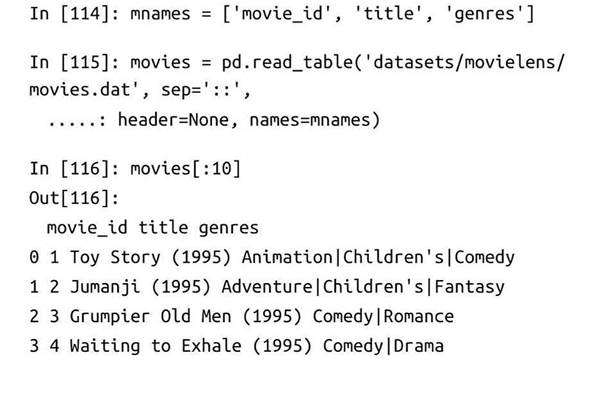 In [114]: mnames = ['movie_id', 'title', 'genres']
In [115]: movies = pd.read_table('datasets/movielens/
movies.dat', sep='::',
.....: header=None, names=mnames)
In [116]: movies[:10]
Out[116]:
movie_id title genres
0 1 Toy Story (1995) Animation|Children's|Comedy
1 2 Jumanji (1995) Adventure|Children's|Fantasy
2 3 Grumpier Old Men (1995) Comedy|Romance
3 4 Waiting to Exhale (1995) Comedy|Drama